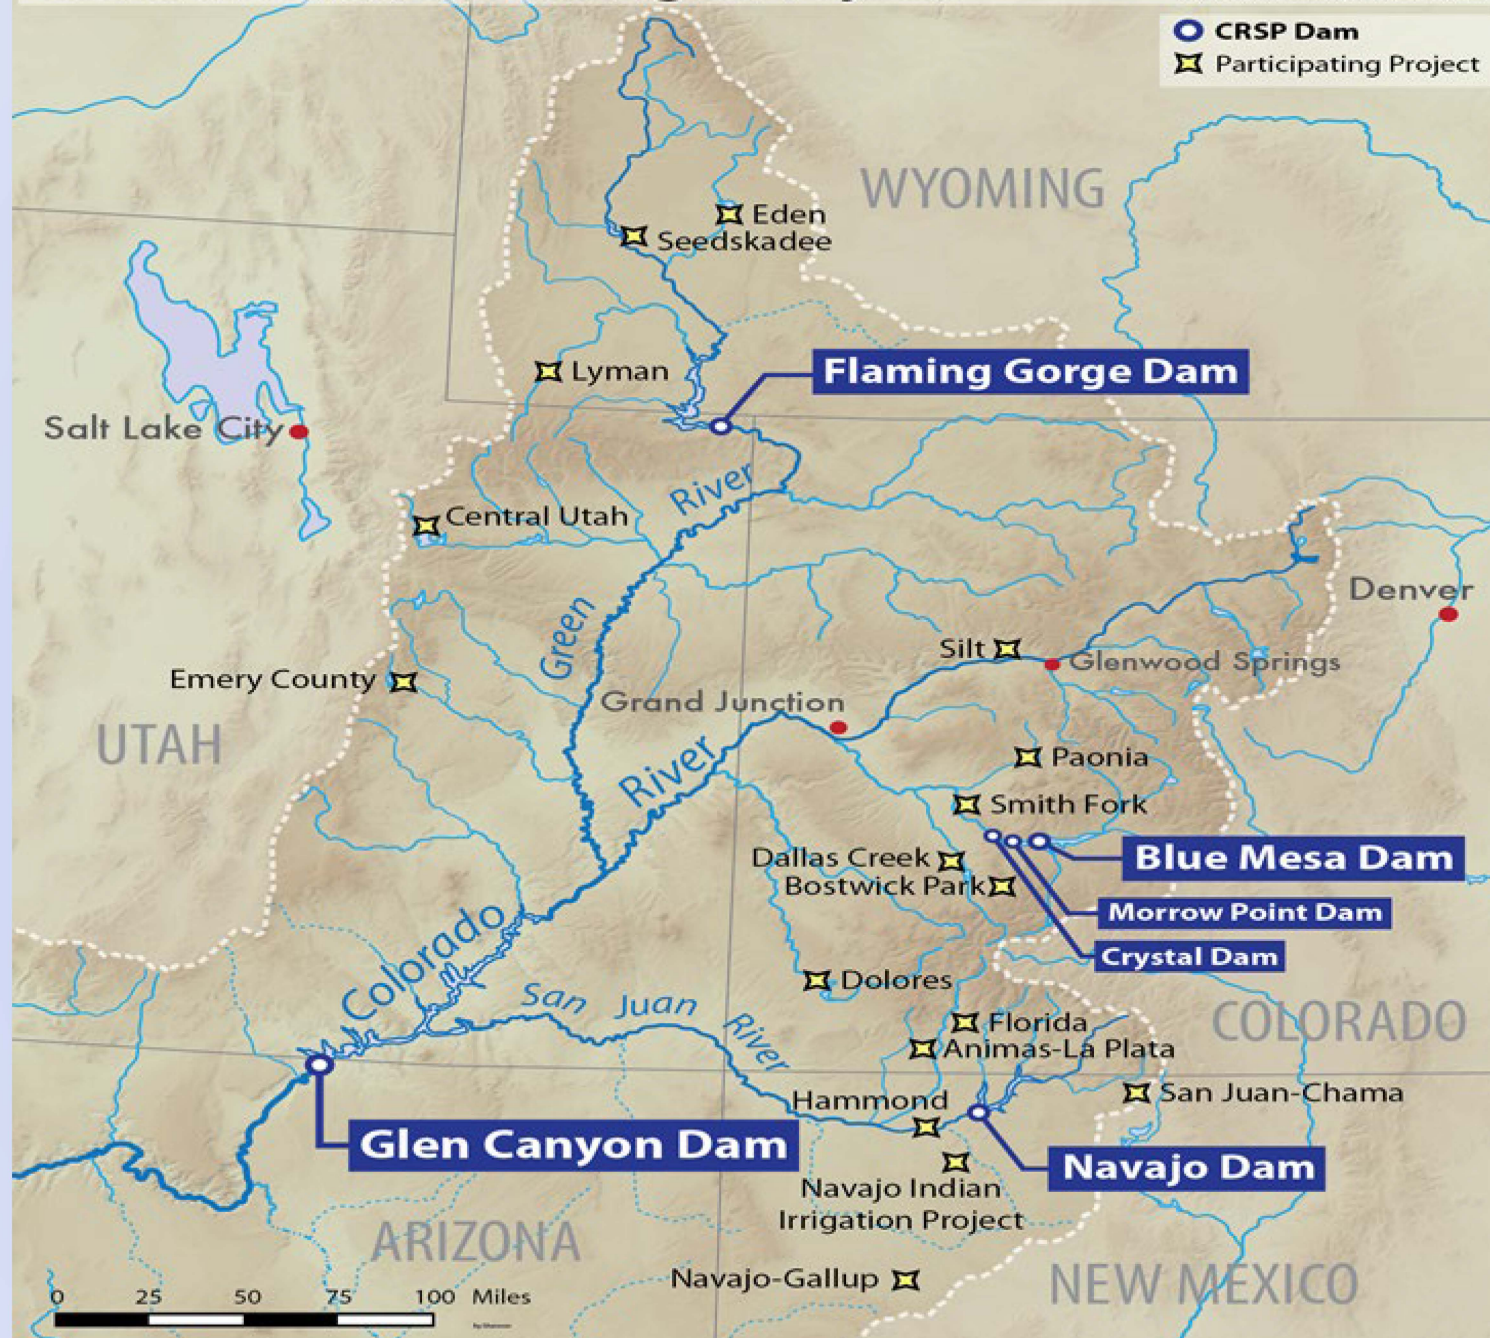 CRSP Dam
Participating Project
WYOMING
Eden
Seedskadee
Lyman
Flaming Gorge Dam
Salt Lake City
River
Central Utah
Green
Denver
Silt
Glenwood Springs
Emery County
Grand Junction
UTAH
River
Paonia
Smith Fork
Dallas Creek
Blue Mesa Dam
Bostwick Park
Morrow Point Dam
Colorado
Crystal Dam
Dolores
San Juan River
COLORADO
Florida
Animas-La Plata
San Juan-Chama
Hammond
Glen Canyon Dam
Navajo Dam
Navajo Indian
Irrigation Project
ARIZONA
Navajo-Gallup
NEW MEXICO
0 25 50 75 100 Miles